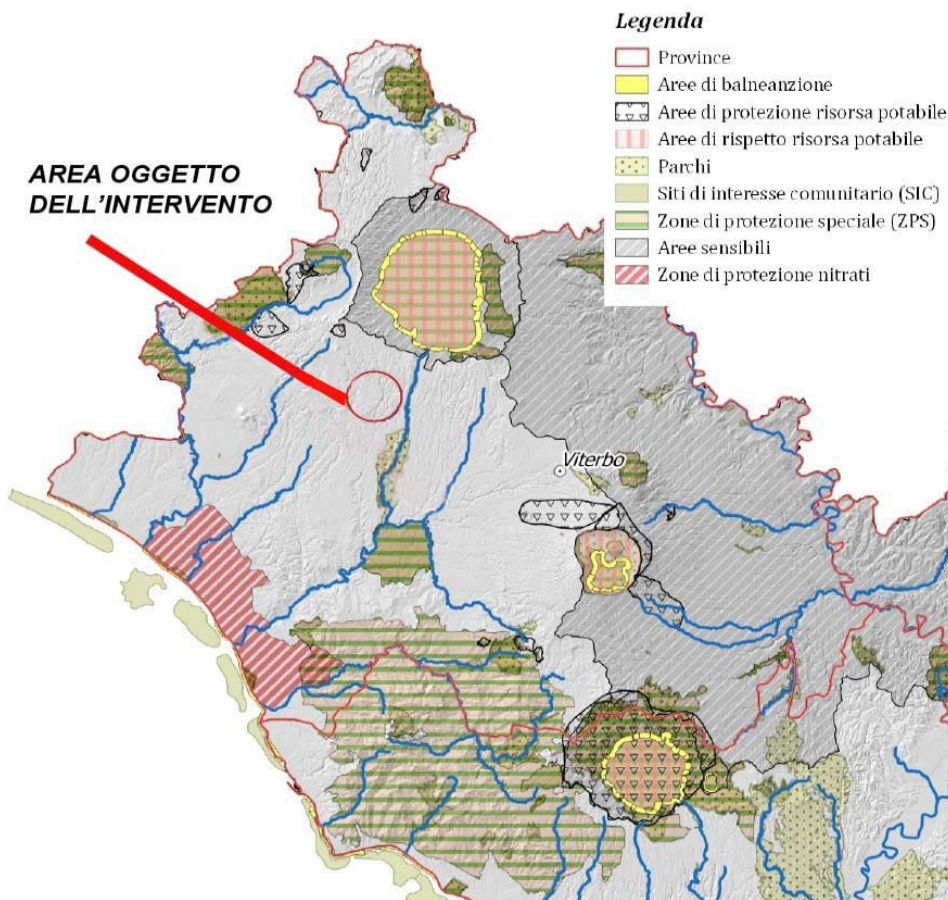 Legenda
Province
Aree di balneanzione
Aree di protezione risorsa potabile
Aree di rispetto risorsa potabile
Parchi
Siti di interesse comunitario (SIC)
Zone di protezione speciale (ZPS)
Aree sensibili
Zone di protezione nitrati
AREA OGGETTO
DELL'INTERVENTO
Viterbo